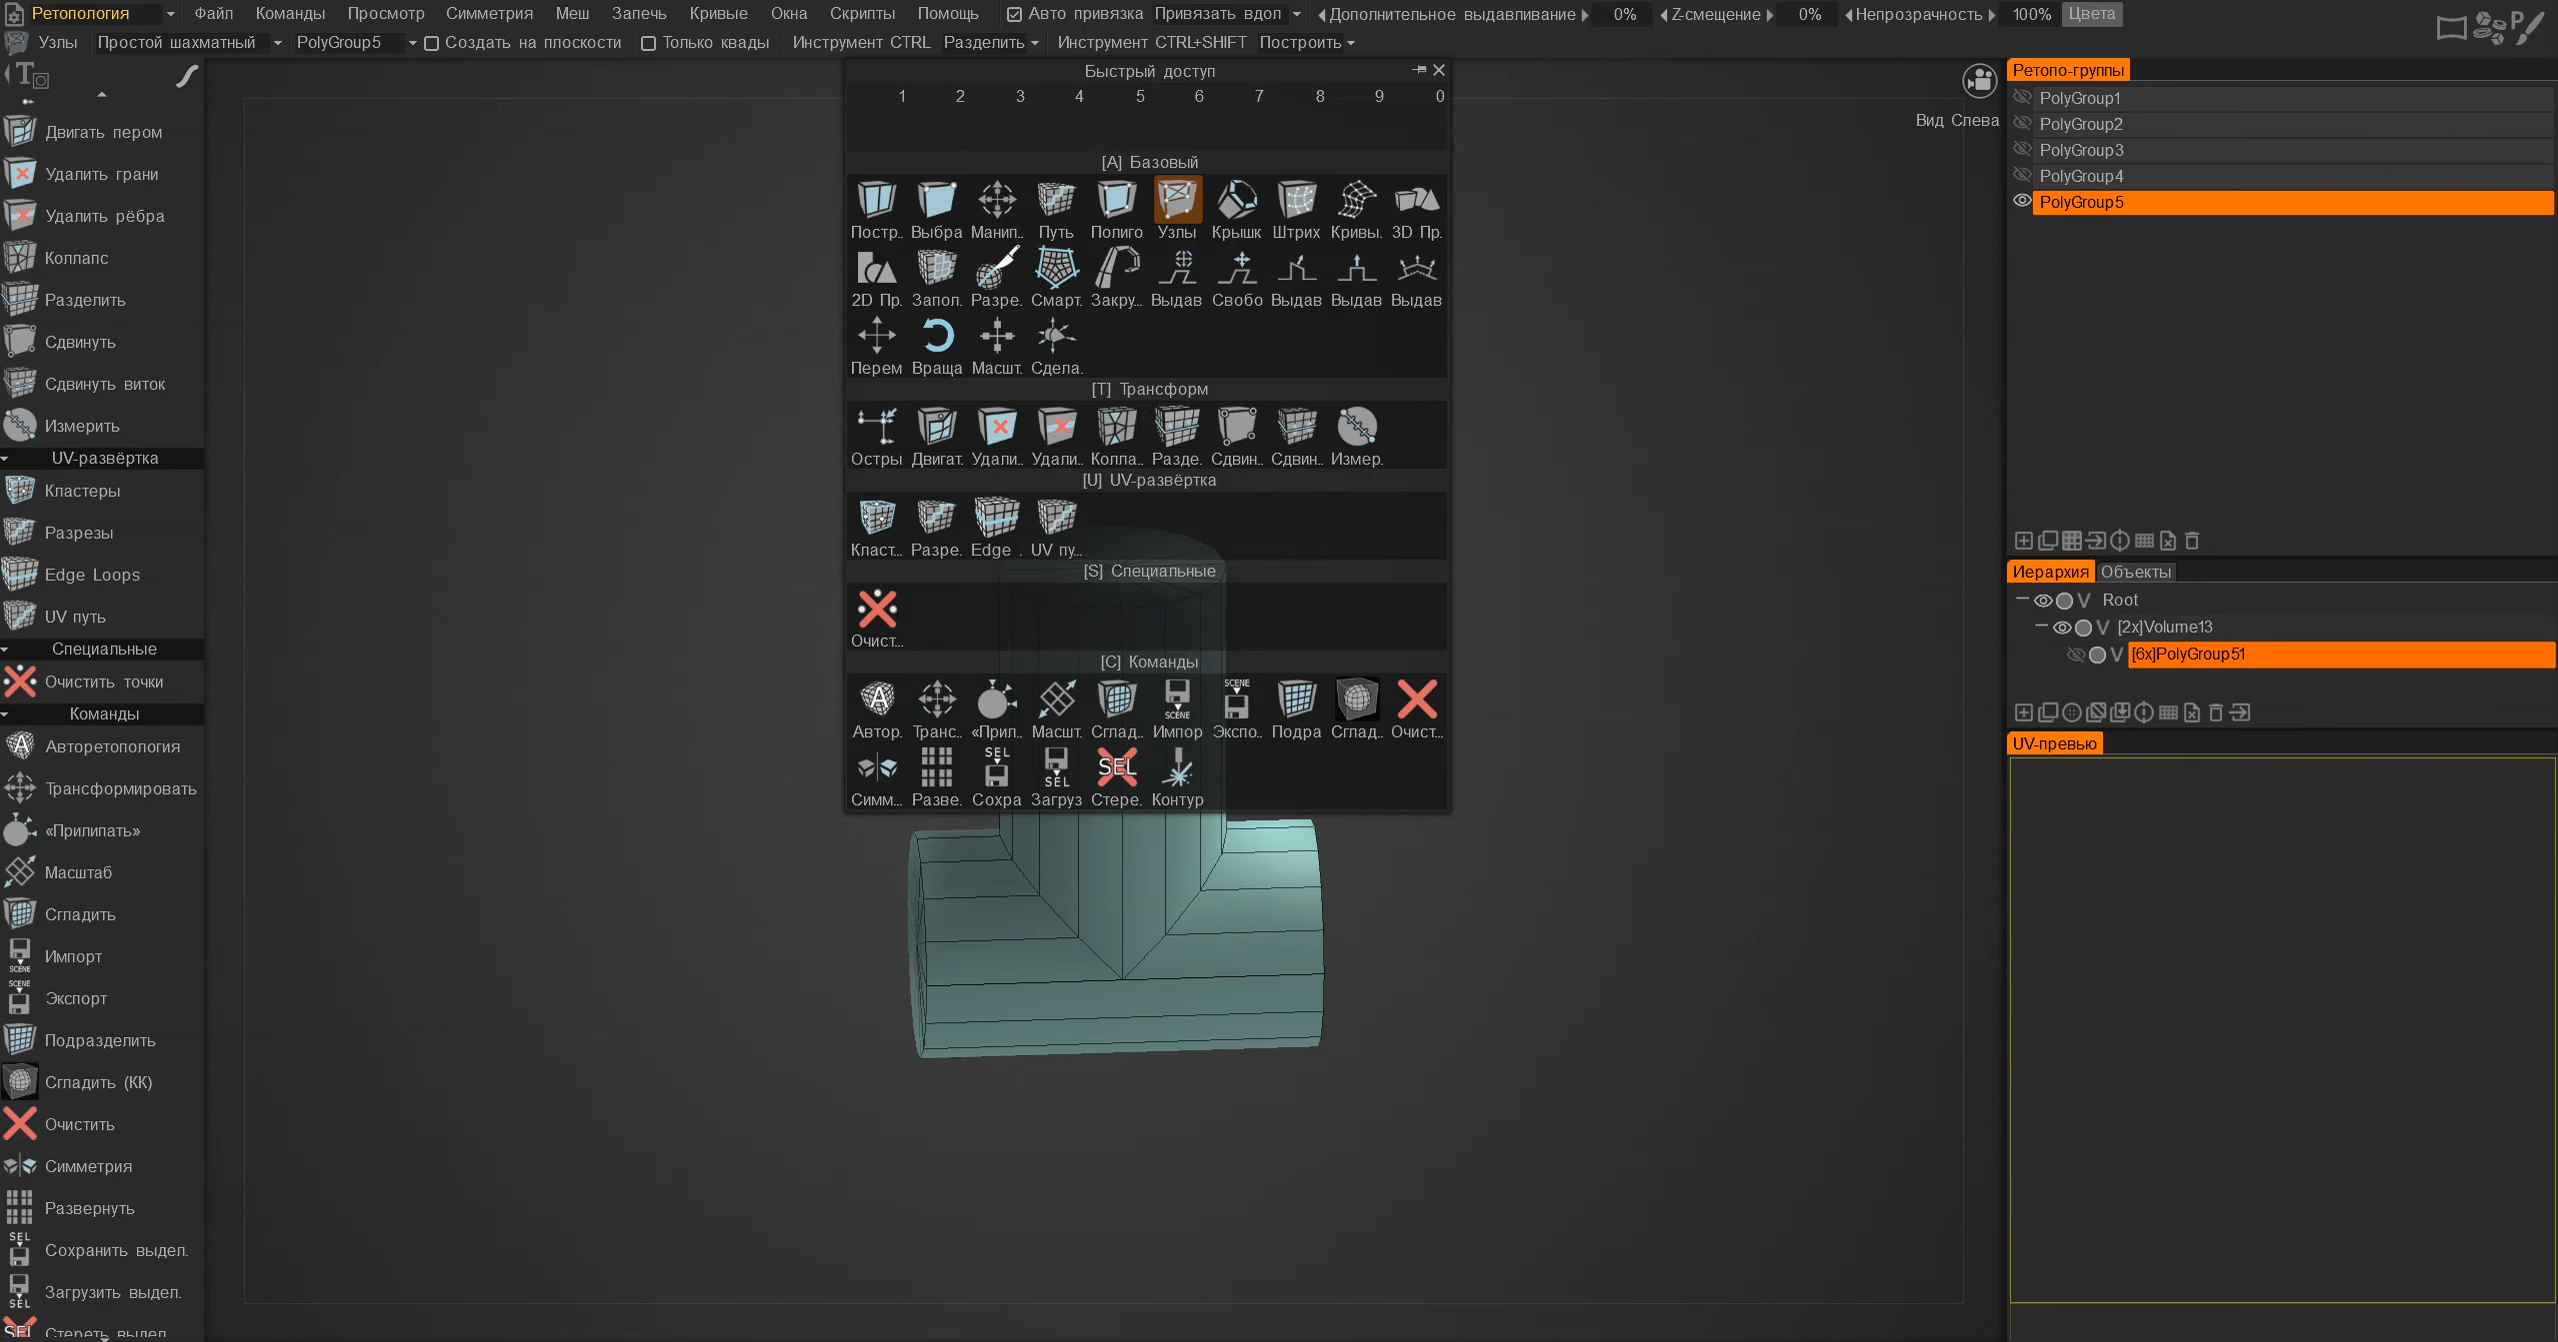 Ретопология Файл Команды Просмотр Симметрия Меш Запечь Кривые Окна Скрипты Помощь Авто привязка Привязать вдол Дополнительное выдавливание 0% Z-смещение 0% Непрозрачность 100% Цвета
Узлы Простой шахматный PolyGroup5 Создать на плоскости Только квады Инструмент CTRL Разделить Инструмент CTRL+SHIFT Построить
Двигать пером
Удалить грани
Удалить рёбра
Коллапс
Разделить
Сдвинуть
Сдвинуть виток
Измерить
UV-развёртка
Кластеры
Разрезы
Edge Loops
UV путь
Специальные
Очистить точки
Команды
Авторетопология
Трансформировать
«Прилипать»
Масштаб
Сгладить
Импорт
Экспорт
Подразделить
Сгладить (КК)
Очистить
Симметрия
Развернуть
Сохранить выдел.
Загрузить выдел.
Стереть выдел
Быстрый доступ
1 2 3 4 5 6 7 8 9 0
[A] Базовый
Постр.. Выбра Манип.. Путь Полиго Узлы Крышк Штрих Кривы. 3D Пр.
2D Пр. Запол. Разре. Смарт. Закру... Выдав Свобо Выдав Выдав Выдав
Перем Враща Масшт. Сдела.
[T] Трансформ
Остры Двигат. Удали.. Удали.. Колла.. Разде. Сдвин.. Сдвин.. Измер.
[U] UV-развёртка
Класт... Разре. Edge . UV пу...
[S] Специальные
Очист...
[C] Команды
SCENE SCENE
Автор. Транс.. «Прил.. Масшт. Сглад.. Импор Экспо.. Подра Сглад.. Очист...
SEL SEL SEL
Симм... Разве. Сохра Загруз Стере. Контур
Вид Слева
Ретопо-группы
PolyGroup1
PolyGroup2
PolyGroup3
PolyGroup4
PolyGroup5
Иерархия Объекты
V Root
V [2x]Volume13
V [6x]PolyGroup51
UV-превью